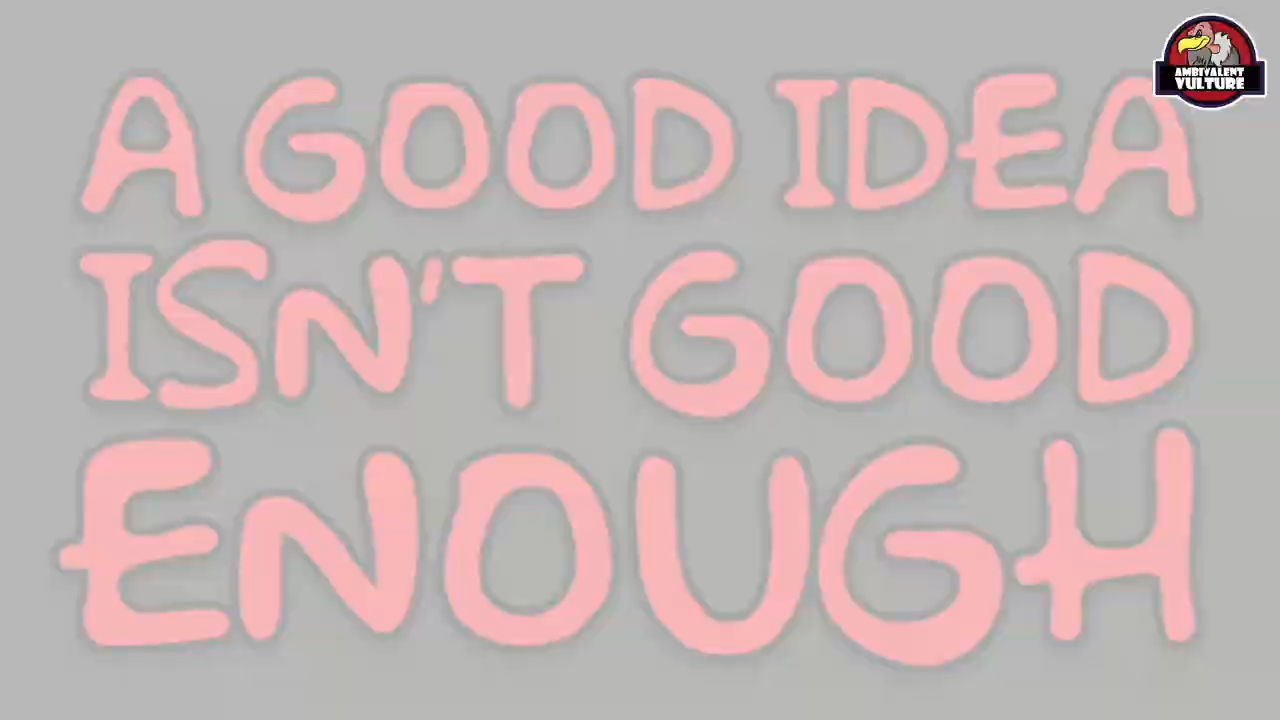 A GOOD IDEA
ISN'T GOOD
ENOUGH
AMBIVALENT
VULTURE